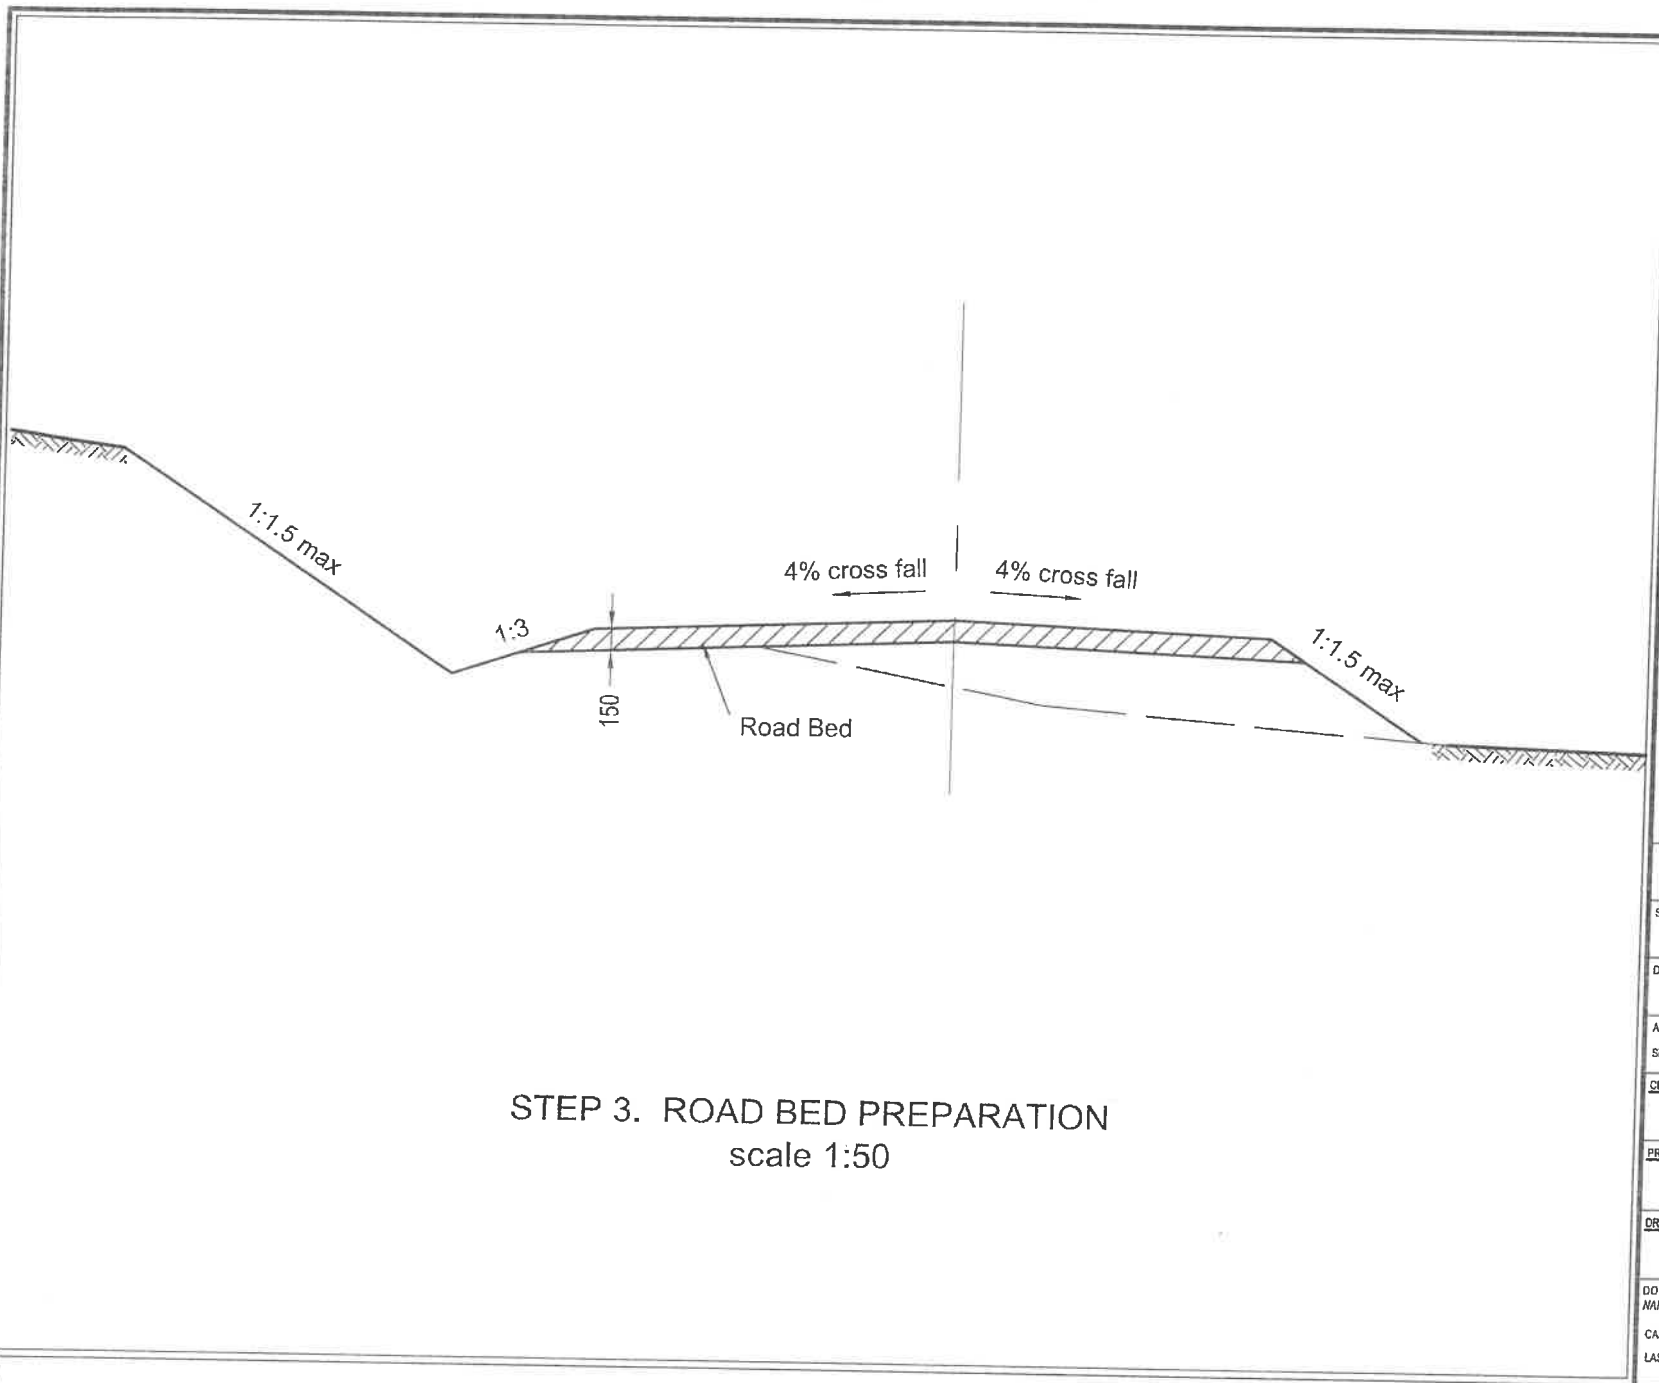 1:1.5 max
4% cross fall
4% cross fall
1:3
1:1.5 max
150
Road Bed
STEP 3. ROAD BED PREPARATION
scale 1:50